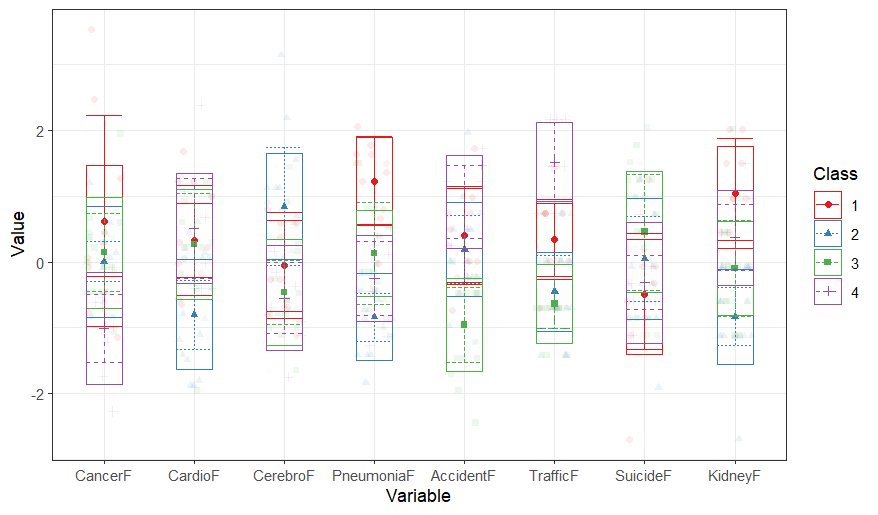 Value
2
0
-2
CancerF CardioF CerebroF PneumoniaF AccidentF TrafficF SuicideF KidneyF
Variable
Class
1
2
3
4